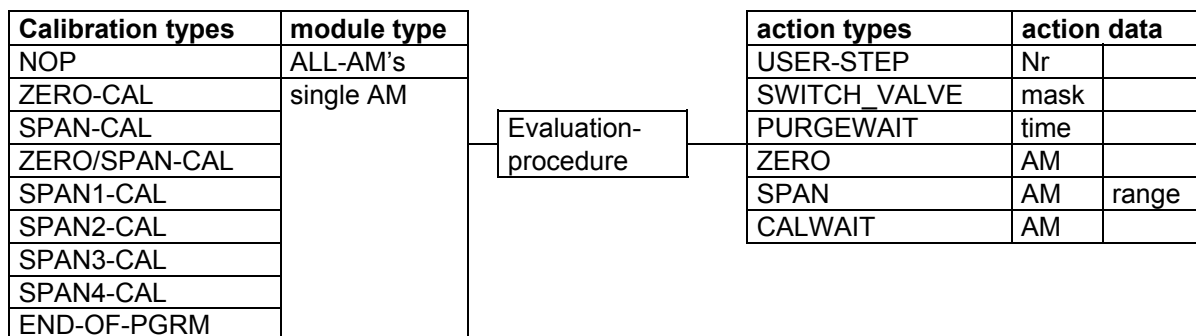 Calibration types module type
NOP ALL-AM’s
ZERO-CAL single AM
SPAN-CAL
ZERO/SPAN-CAL
SPAN1-CAL
SPAN2-CAL
SPAN3-CAL
SPAN4-CAL
END-OF-PGRM
Evaluation-
procedure
action types action data
USER-STEP Nr
SWITCH_VALVE mask
PURGEWAIT time
ZERO AM
SPAN AM range
CALWAIT AM